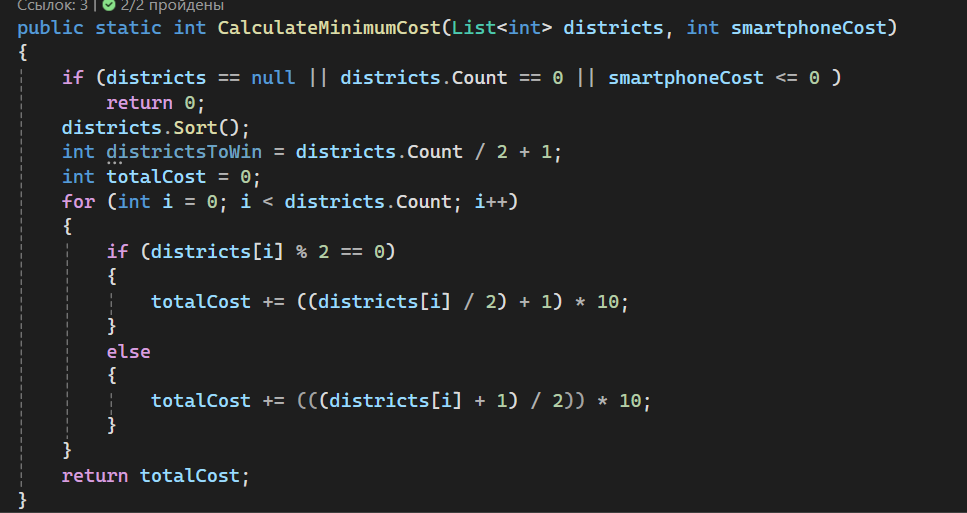 Ссылок: 3 | 2/2 пройдены
public static int CalculateMinimumCost(List<int> districts, int smartphoneCost)
{
if (districts == null || districts.Count == 0 || smartphoneCost <= 0 )
return 0;
districts.Sort();
int districtsToWin = districts.Count / 2 + 1;
int totalCost = 0;
for (int i = 0; i < districts.Count; i++)
{
if (districts[i] % 2 == 0)
{
totalCost += ((districts[i] / 2) + 1) * 10;
}
else
{
totalCost += (((districts[i] + 1) / 2)) * 10;
}
}
return totalCost;
}